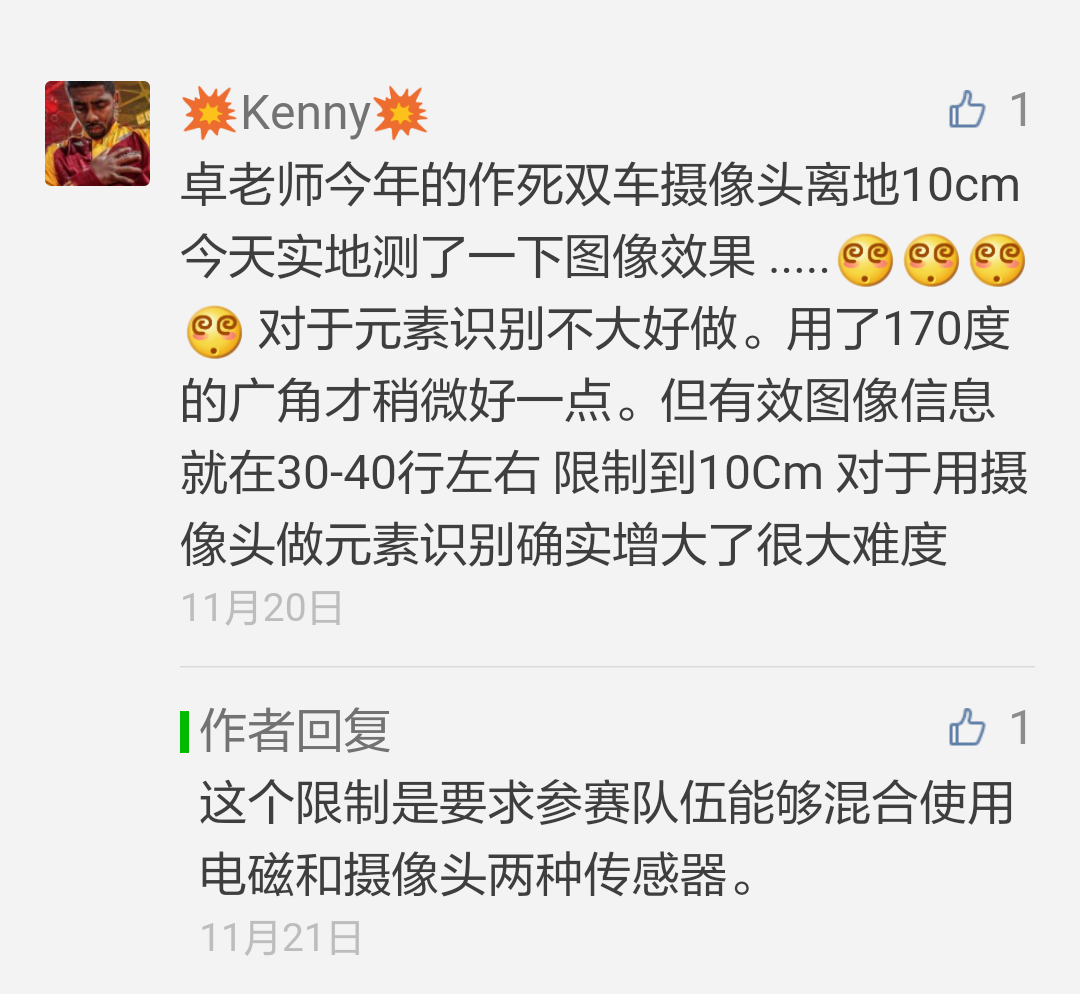 💥Kenny💥 1
卓老师今年的作死双车摄像头离地10cm
今天实地测了一下图像效果 .....😵😵😵
😵 对于元素识别不大好做。用了170度
的广角才稍微好一点。但有效图像信息
就在30-40行左右 限制到10Cm 对于用摄
像头做元素识别确实增大了很大难度
11月20日
作者回复 1
这个限制是要求参赛队伍能够混合使用
电磁和摄像头两种传感器。
11月21日